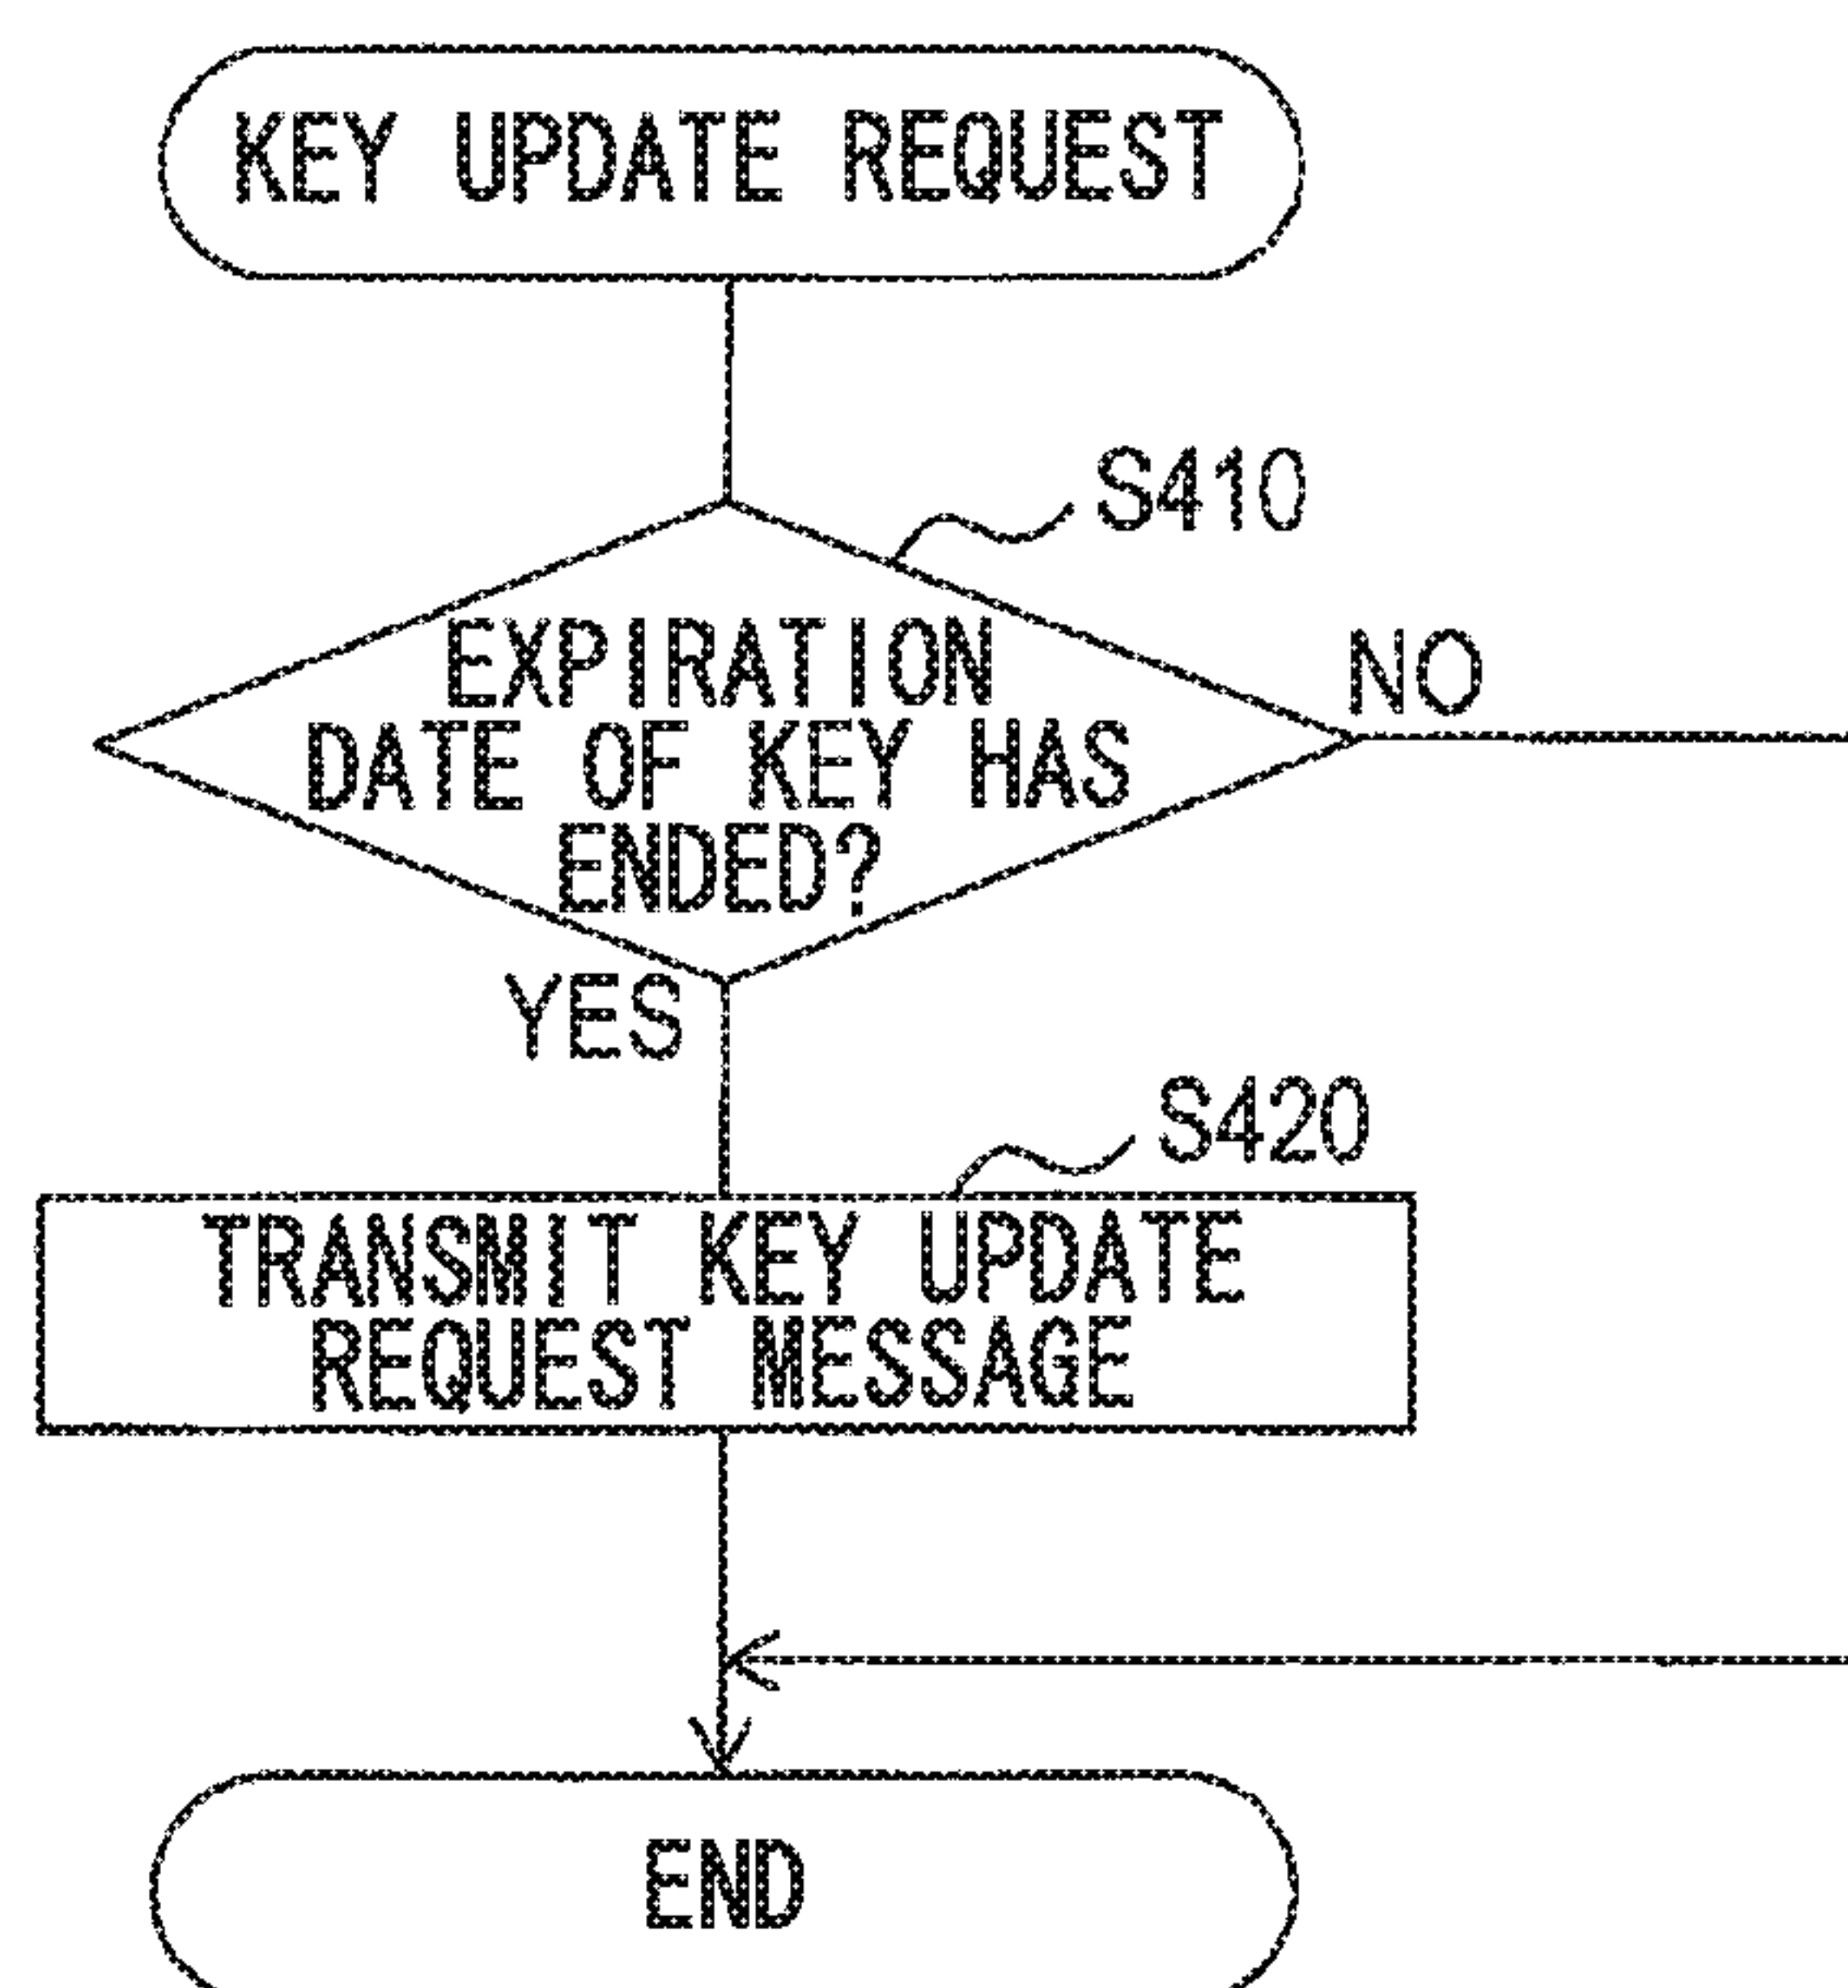 KEY UPDATE REQUEST
S410
EXPIRATION
DATE OF KEY HAS
ENDED?
NO
YES
S420
TRANSMIT KEY UPDATE
REQUEST MESSAGE
END